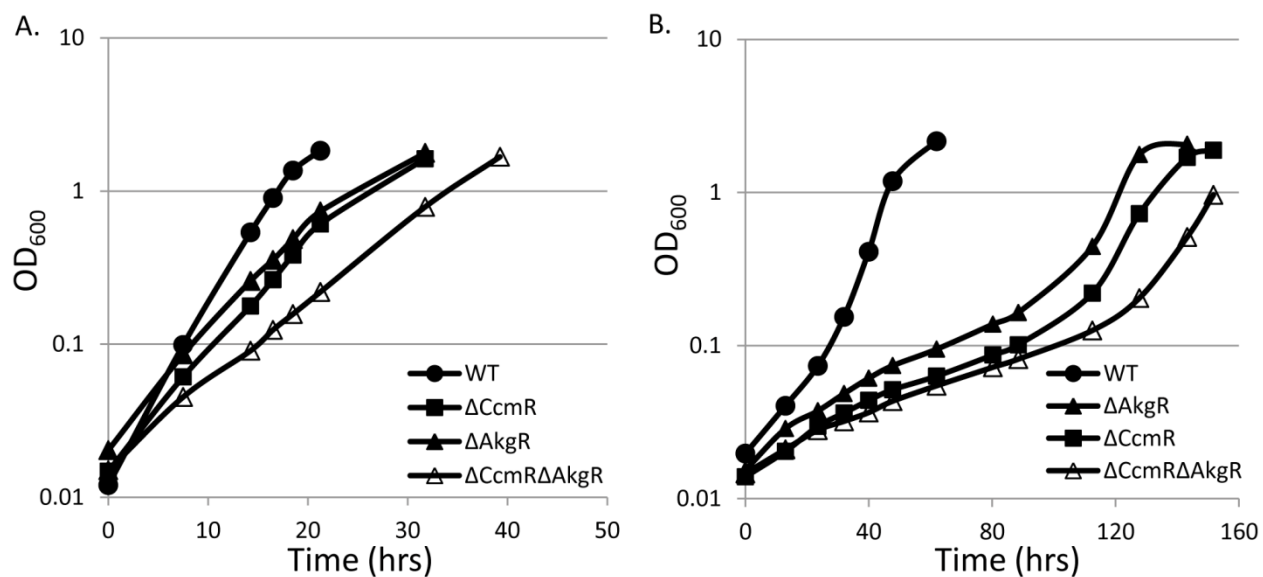 A.
10
1
0.1
0.01
OD600
WT
ΔCcmR
ΔAkgR
ΔCcmRΔAkgR
0 10 20 30 40 50
Time (hrs)
B.
10
1
0.1
0.01
OD600
WT
ΔAkgR
ΔCcmR
ΔCcmRΔAkgR
0 40 80 120 160
Time (hrs)